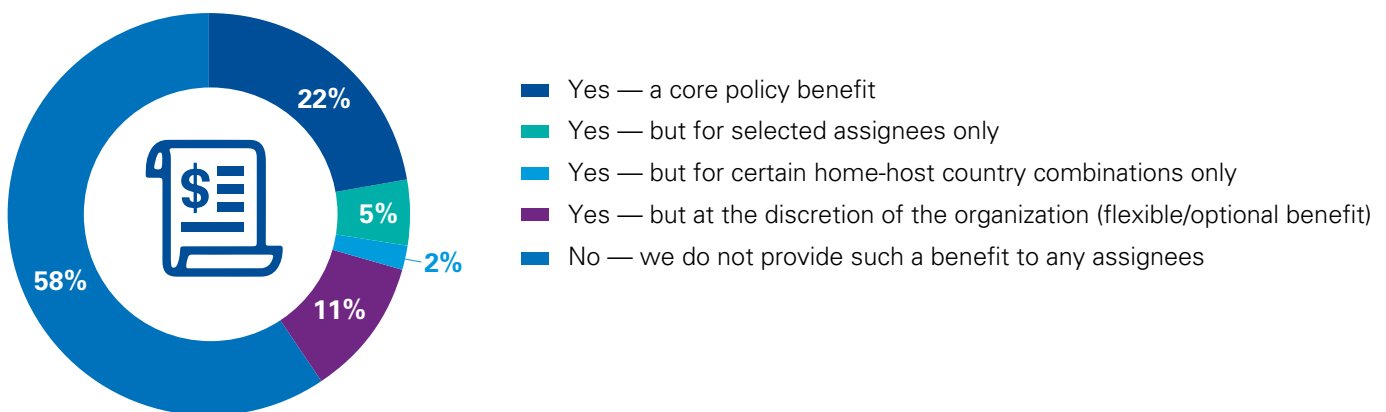 22%
Yes — a core policy benefit
Yes — but for selected assignees only
Yes — but for certain home-host country combinations only
$
5%
Yes — but at the discretion of the organization (flexible/optional benefit)
No — we do not provide such a benefit to any assignees
2%
58%
11%